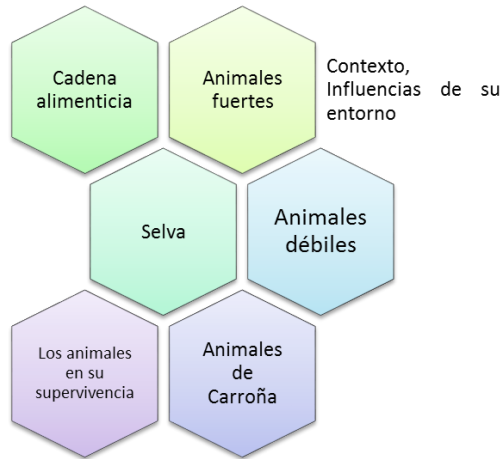 Cadena
alimenticia
Animales
fuertes
Contexto,
Influencias de su
entorno
Selva
Animales
débiles
Los animales
en su
supervivencia
Animales
de
Carroña